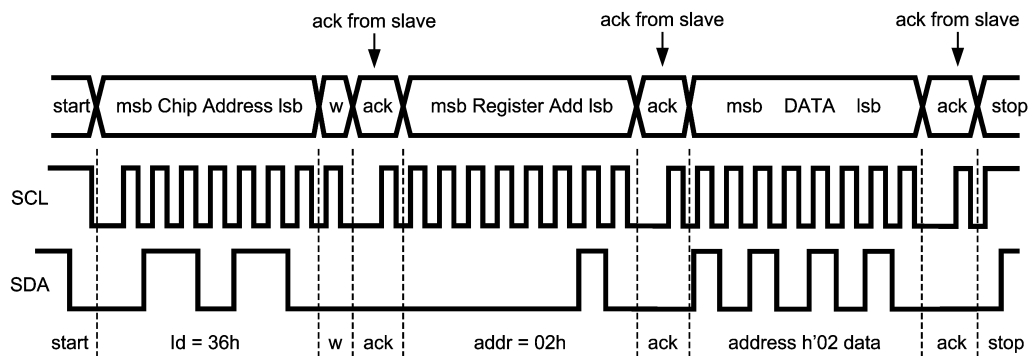 ack from slave ack from slave ack from slave
start msb Chip Address lsb w ack msb Register Add lsb ack msb DATA lsb ack stop
SCL
SDA
start Id = 36h w ack addr = 02h ack address h'02 data ack stop